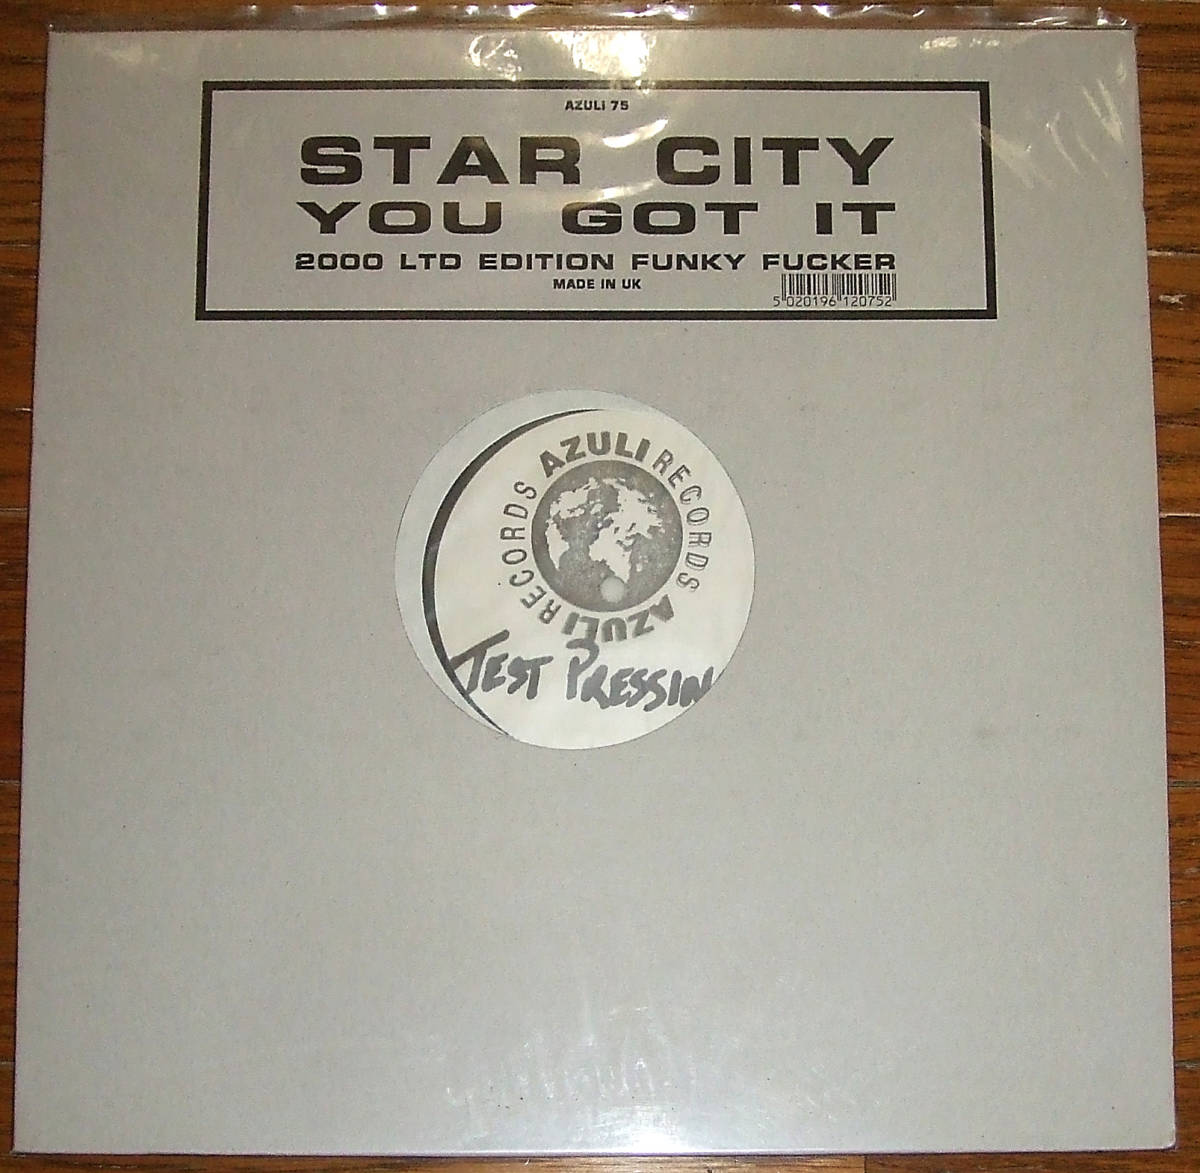 AZULi 75
STAR CITY
YOU GOT IT
2000 LTD EDITION FUNKY FUCKER
MADE IN UK
5 020196 120752
AZULI RECORDS AZULI RECORDS
TEST PRESSIN